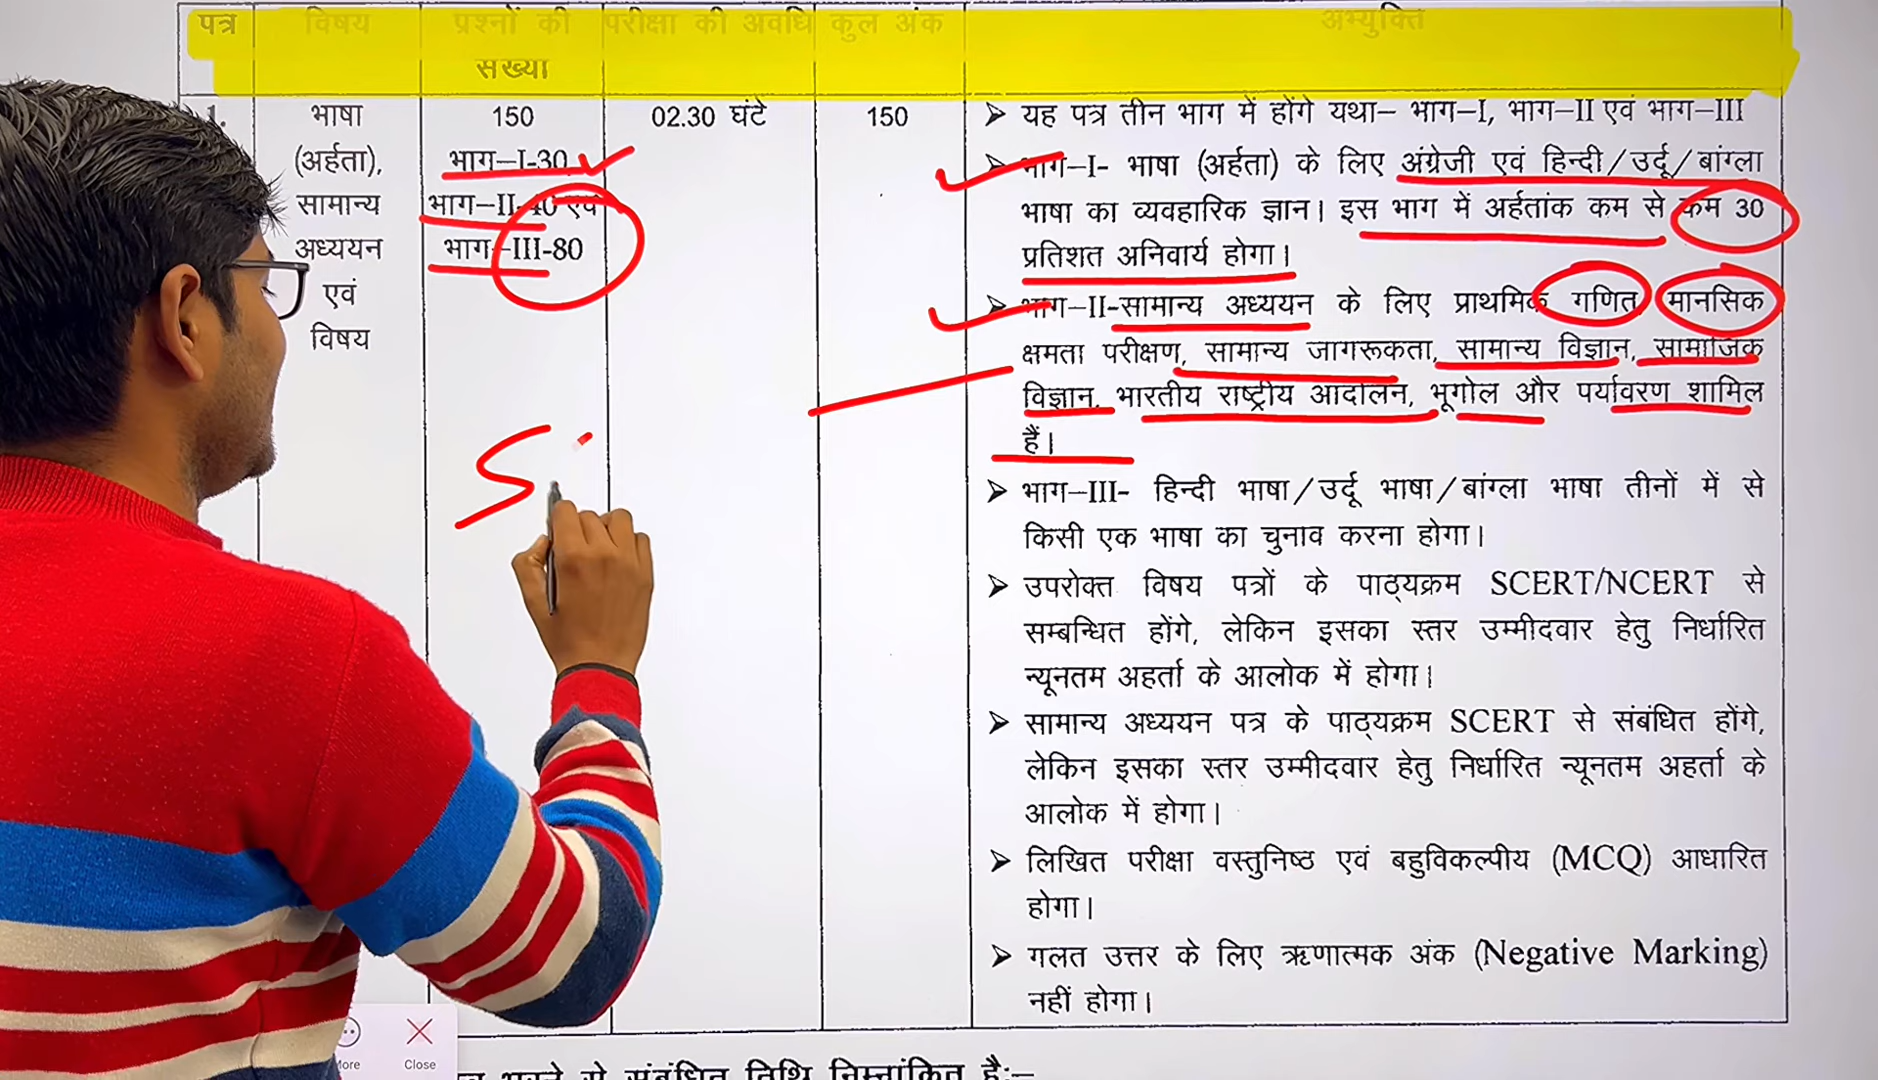 पत्र विषय प्रश्नों की संख्या परीक्षा की अवधि कुल अंक अभ्युक्ति
1.
भाषा
(अर्हता),
सामान्य
अध्ययन
एवं
विषय
150
भाग–I-30,
भाग–II-40 एवं
भाग–III-80
02.30 घंटे
150
➢ यह पत्र तीन भाग में होंगे यथा– भाग–I, भाग–II एवं भाग–III
➢ भाग–I- भाषा (अर्हता) के लिए अंग्रेजी एवं हिन्दी/उर्दू/बांग्ला
भाषा का व्यवहारिक ज्ञान। इस भाग में अर्हतांक कम से कम 30
प्रतिशत अनिवार्य होगा।
➢ भाग–II-सामान्य अध्ययन के लिए प्राथमिक गणित मानसिक
क्षमता परीक्षण, सामान्य जागरूकता, सामान्य विज्ञान, सामाजिक
विज्ञान, भारतीय राष्ट्रीय आदोलन, भूगोल और पर्यावरण शामिल
हैं।
➢ भाग–III- हिन्दी भाषा/उर्दू भाषा/बांग्ला भाषा तीनों में से
किसी एक भाषा का चुनाव करना होगा।
➢ उपरोक्त विषय पत्रों के पाठ्यक्रम SCERT/NCERT से
सम्बन्धित होंगे, लेकिन इसका स्तर उम्मीदवार हेतु निर्धारित
न्यूनतम अहर्ता के आलोक में होगा।
➢ सामान्य अध्ययन पत्र के पाठ्यक्रम SCERT से संबंधित होंगे,
लेकिन इसका स्तर उम्मीदवार हेतु निर्धारित न्यूनतम अहर्ता के
आलोक में होगा।
➢ लिखित परीक्षा वस्तुनिष्ठ एवं बहुविकल्पीय (MCQ) आधारित
होगा।
➢ गलत उत्तर के लिए ऋणात्मक अंक (Negative Marking)
नहीं होगा।
S
More Close
से संबंधित तिथि निम्नांकित है:–